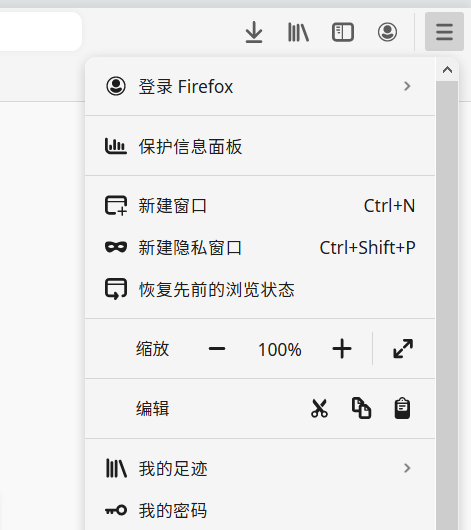 登录 Firefox
保护信息面板
新建窗口 Ctrl+N
新建隐私窗口 Ctrl+Shift+P
恢复先前的浏览状态
缩放 100%
编辑
我的足迹
我的密码